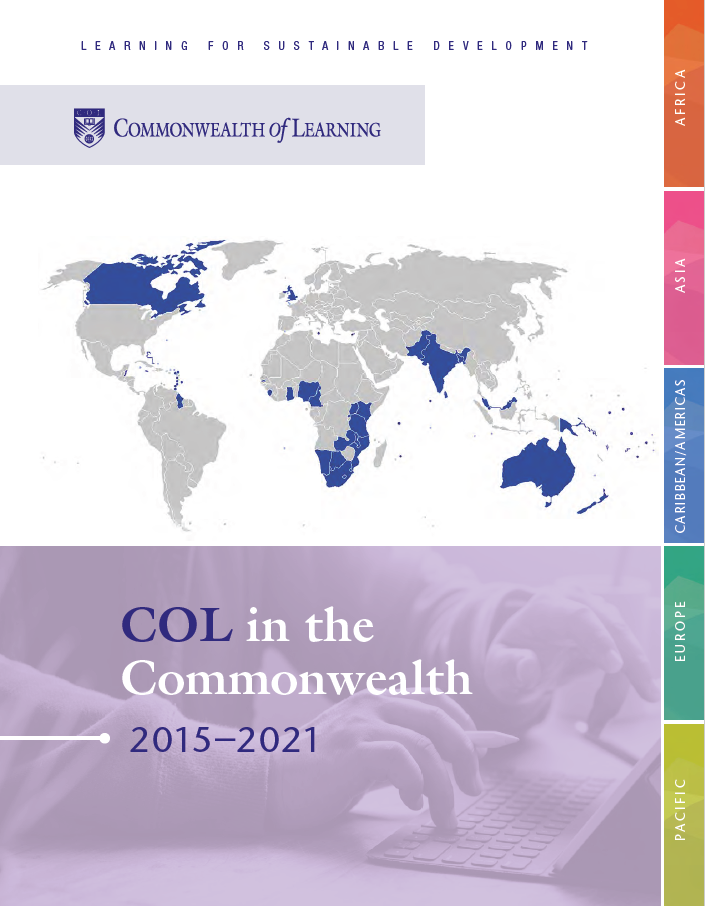 LEARNING FOR SUSTAINABLE DEVELOPMENT
COL
COMMONWEALTH of LEARNING
AFRICA
ASIA
CARIBBEAN/AMERICAS
EUROPE
PACIFIC
COL in the
Commonwealth
2015–2021